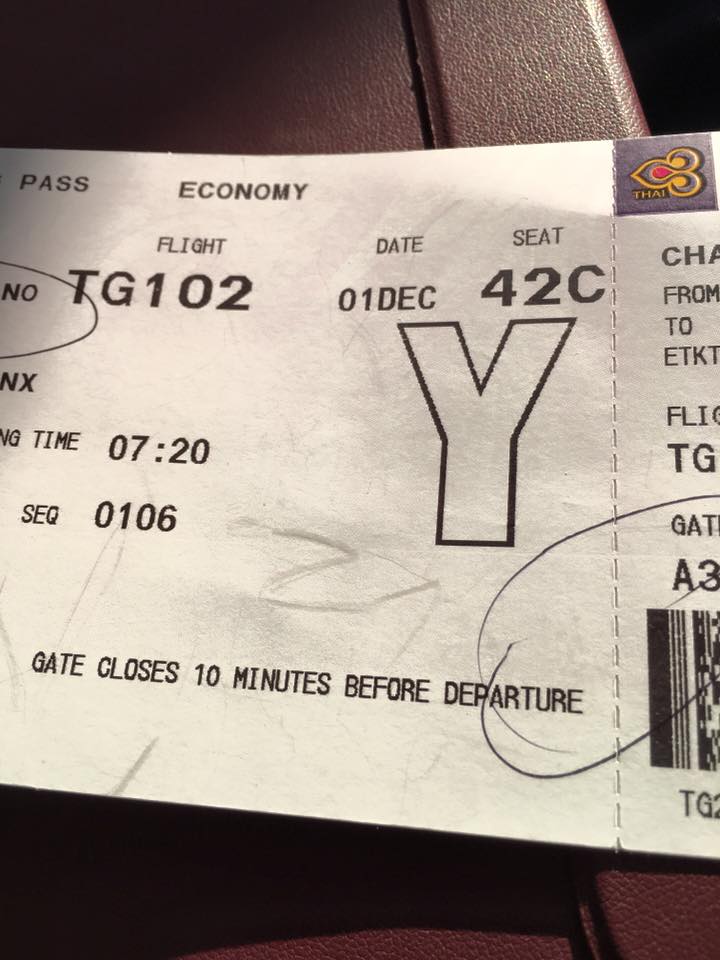 PASS ECONOMY
FLIGHT DATE SEAT
NO TG102 01DEC 42C
NX
Y
NG TIME 07:20
SEQ 0106
GATE CLOSES 10 MINUTES BEFORE DEPARTURE
THAI
CHA
FROM
TO
ETKT
FLIG
TG
GATE
A3
TG2